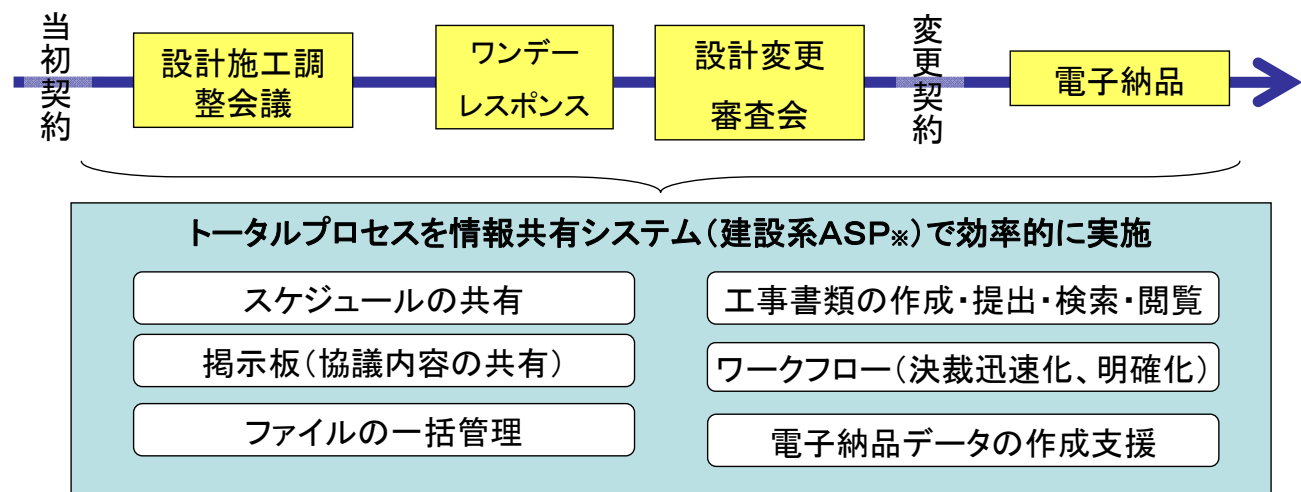 当初契約
設計施工調
整会議
ワンデー
レスポンス
設計変更
審査会
変更契約
電子納品
トータルプロセスを情報共有システム(建設系ASP※)で効率的に実施
スケジュールの共有
掲示板(協議内容の共有)
ファイルの一括管理
工事書類の作成・提出・検索・閲覧
ワークフロー(決裁迅速化、明確化)
電子納品データの作成支援